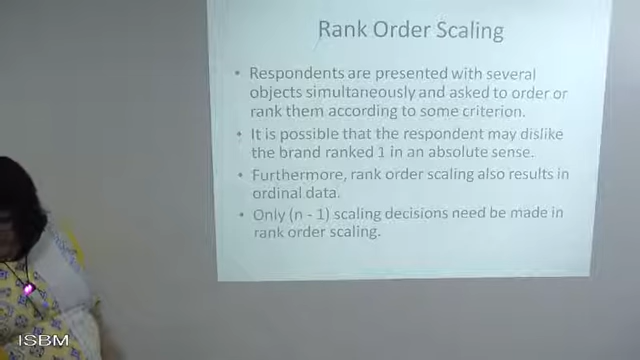 Rank Order Scaling
• Respondents are presented with several
objects simultaneously and asked to order or
rank them according to some criterion.
• It is possible that the respondent may dislike
the brand ranked 1 in an absolute sense.
• Furthermore, rank order scaling also results in
ordinal data.
• Only (n - 1) scaling decisions need be made in
rank order scaling.
ISBM